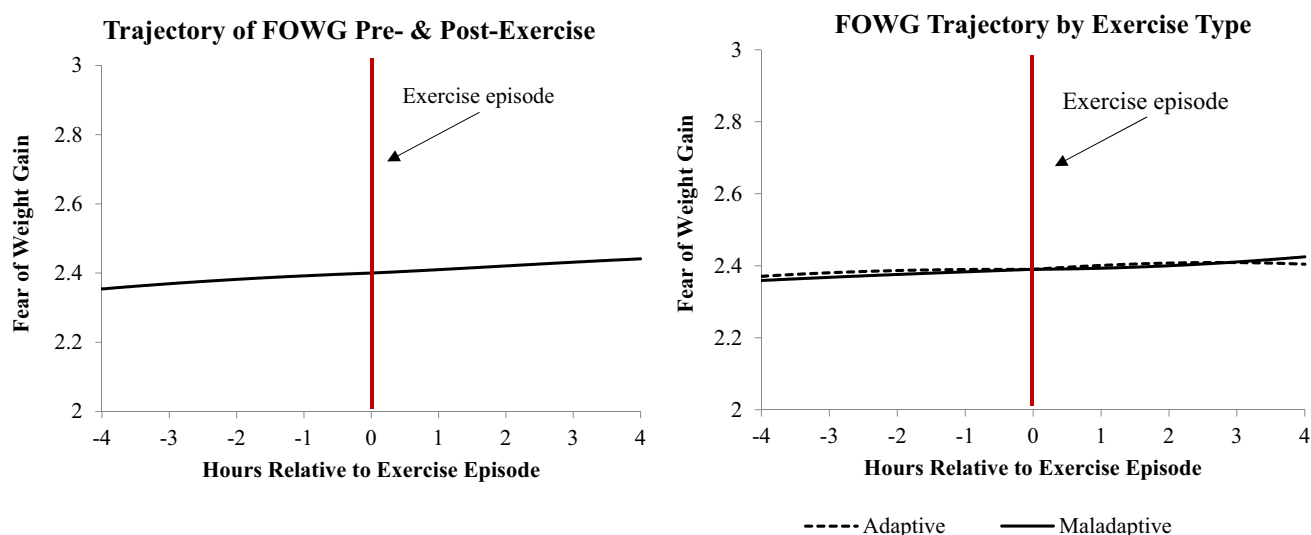 Trajectory of FOWG Pre- & Post-Exercise
3
2.8
2.6
2.4
2.2
2
Fear of Weight Gain
Exercise episode
-4 -3 -2 -1 0 1 2 3 4
Hours Relative to Exercise Episode
FOWG Trajectory by Exercise Type
3
2.8
2.6
2.4
2.2
2
Fear of Weight Gain
Exercise episode
-4 -3 -2 -1 0 1 2 3 4
Hours Relative to Exercise Episode
Adaptive Maladaptive